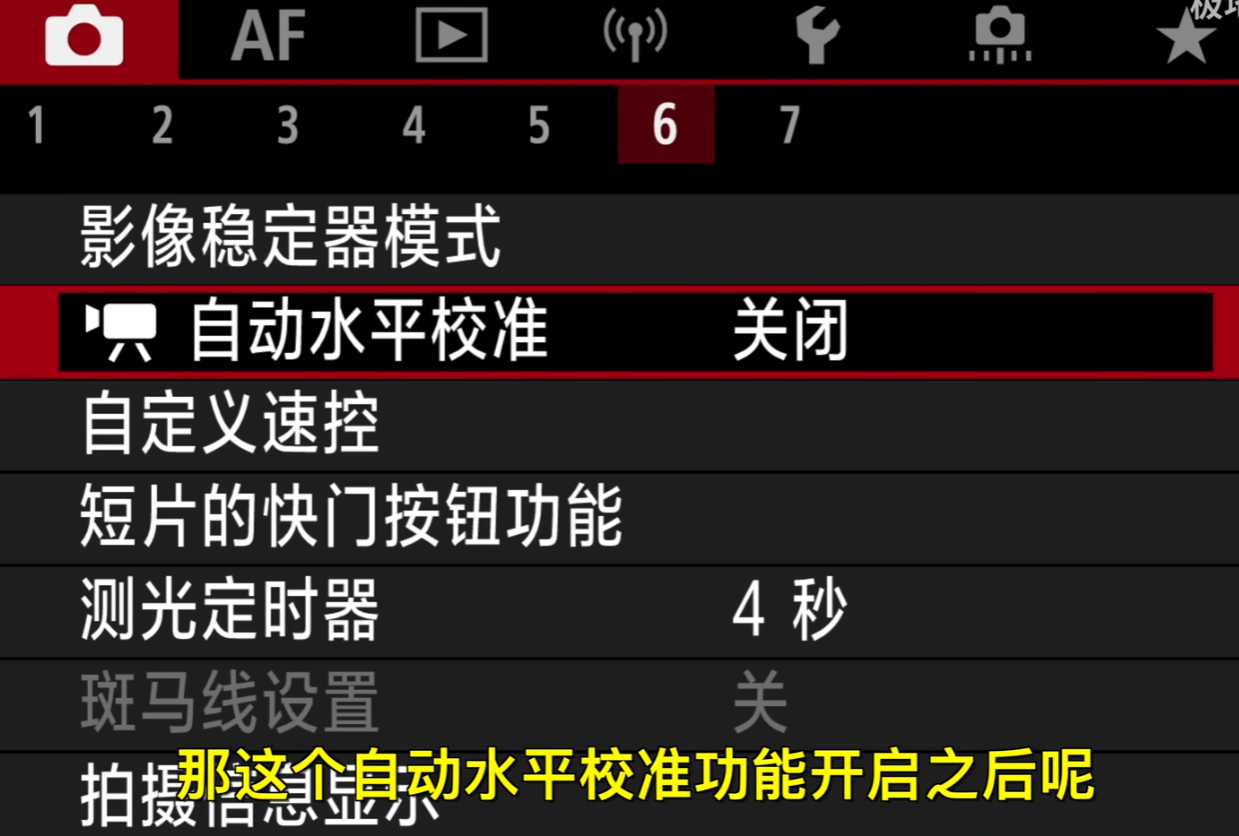 极地
AF
1 2 3 4 5 6 7
影像稳定器模式
自动水平校准 关闭
自定义速控
短片的快门按钮功能
测光定时器 4 秒
斑马线设置 关
拍摄信息显示
那这个自动水平校准功能开启之后呢